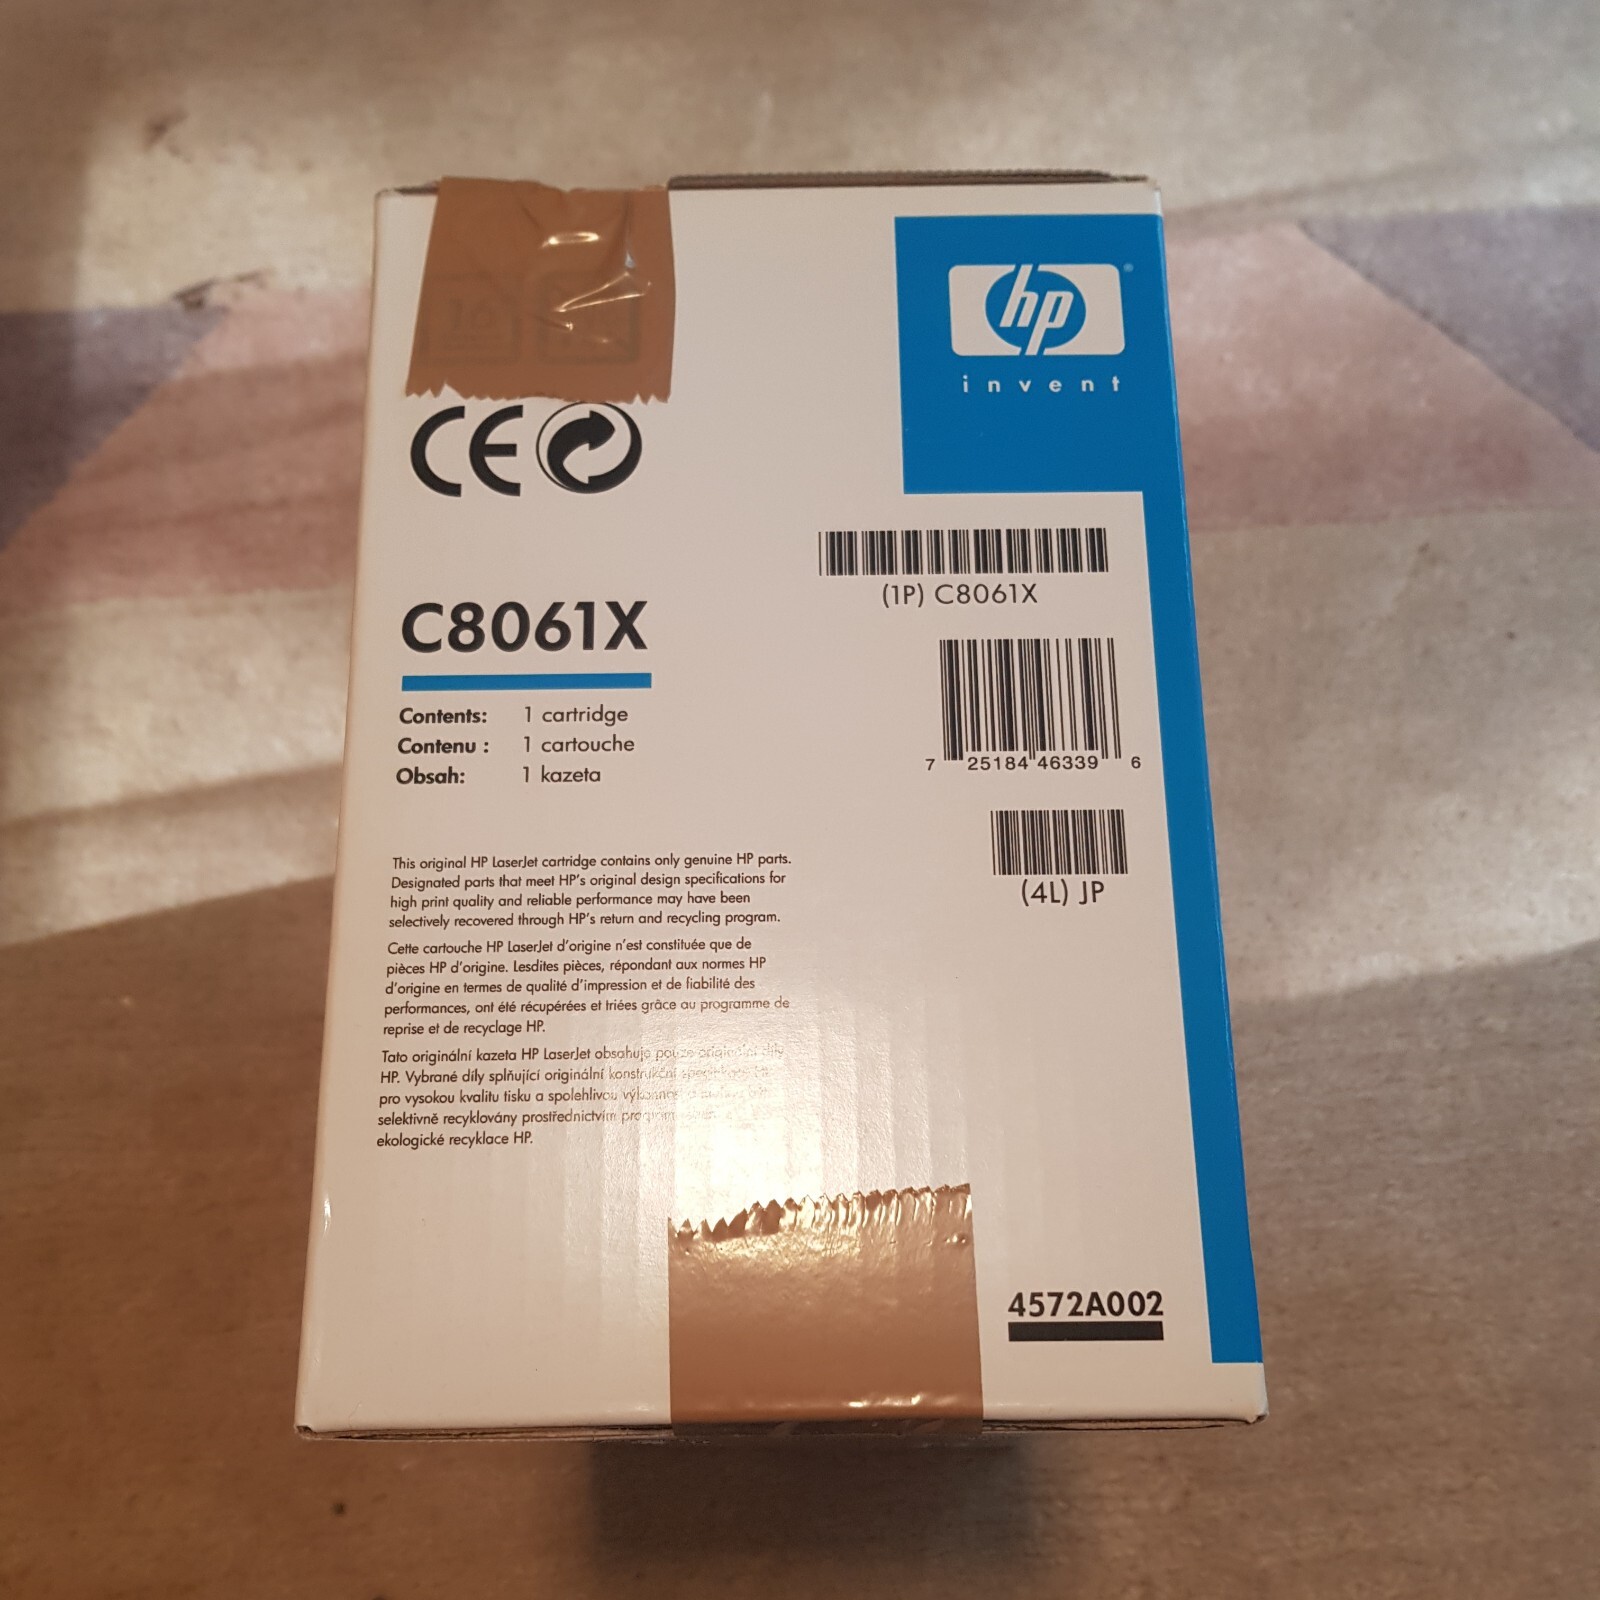 hp
invent
CE
(1P) C8061X
C8061X
Contents: 1 cartridge
Contenu : 1 cartouche
Obsah: 1 kazeta
7 25184 46339 6
(4L) JP
This original HP LaserJet cartridge contains only genuine HP parts.
Designated parts that meet HP's original design specifications for
high print quality and reliable performance may have been
selectively recovered through HP's return and recycling program.
Cette cartouche HP LaserJet d'origine n'est constituée que de
pièces HP d'origine. Lesdites pièces, répondant aux normes HP
d'origine en termes de qualité d'impression et de fiabilité des
performances, ont été récupérées et triées grâce au programme de
reprise et de recyclage HP.
Tato originální kazeta HP LaserJet obsahuje pouze originální díly
HP. Vybrané díly splňující originální konstrukční
pro vysokou kvalitu tisku a spolehlivou
selektivně recyklovány prostřednictvím
ekologické recyklace HP.
4572A002